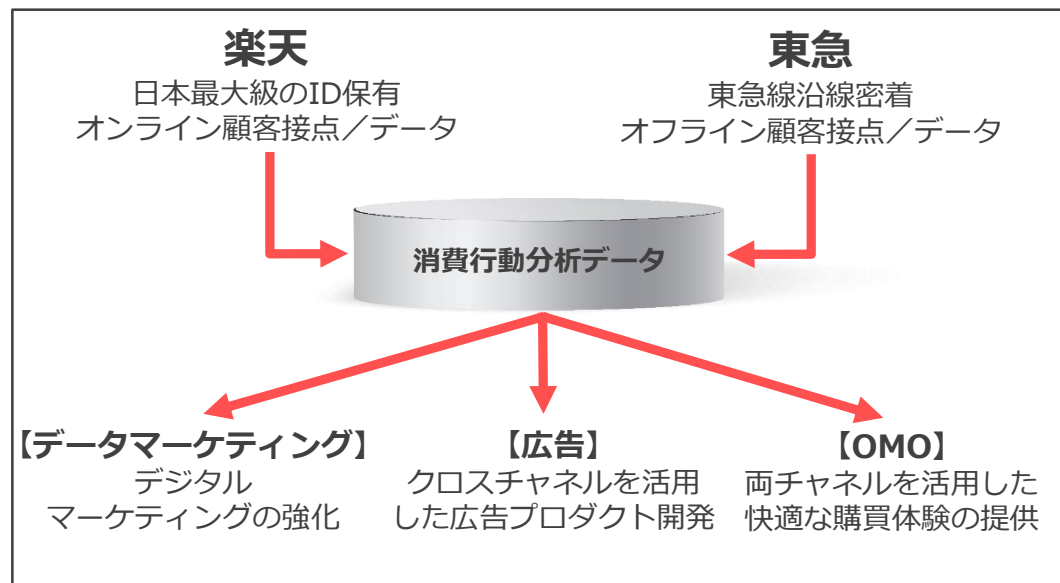 楽天
日本最大級のID保有
オンライン顧客接点／データ
東急
東急線沿線密着
オフライン顧客接点／データ
消費行動分析データ
【データマーケティング】
デジタル
マーケティングの強化
【広告】
クロスチャネルを活用
した広告プロダクト開発
【OMO】
両チャネルを活用した
快適な購買体験の提供